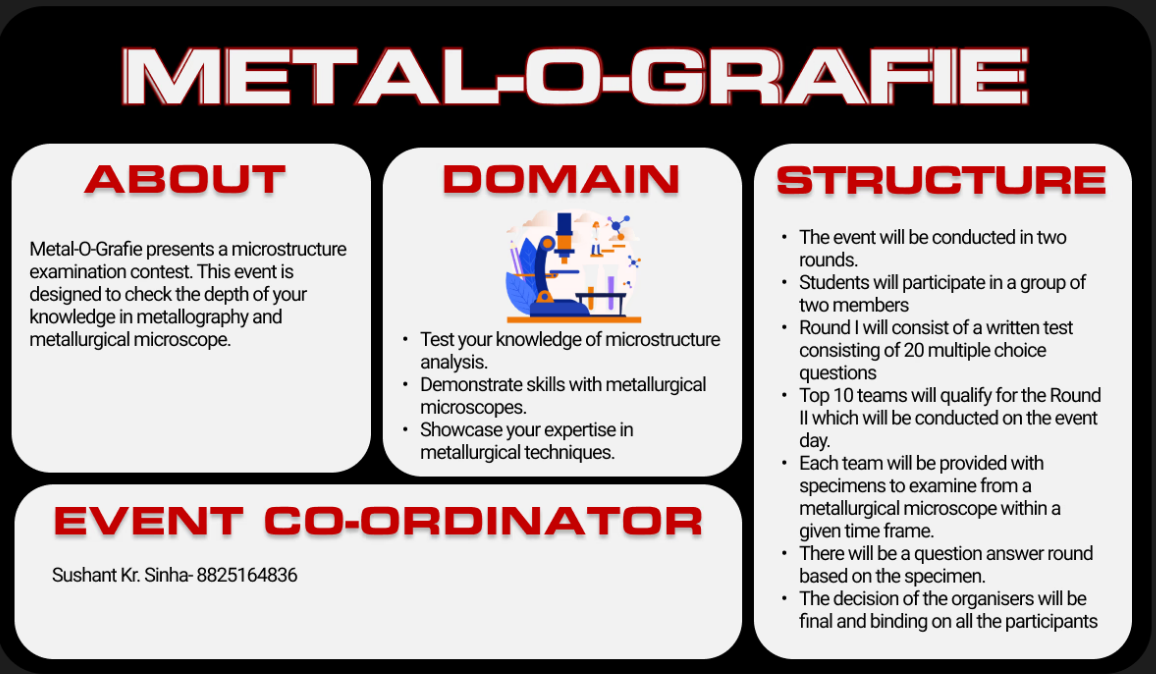 METAL-O-GRAFIE
ABOUT
Metal-O-Grafie presents a microstructure
examination contest. This event is
designed to check the depth of your
knowledge in metallography and
metallurgical microscope.
DOMAIN
• Test your knowledge of microstructure
analysis.
• Demonstrate skills with metallurgical
microscopes.
• Showcase your expertise in
metallurgical techniques.
STRUCTURE
• The event will be conducted in two
rounds.
• Students will participate in a group of
two members
• Round I will consist of a written test
consisting of 20 multiple choice
questions
• Top 10 teams will qualify for the Round
II which will be conducted on the event
day.
• Each team will be provided with
specimens to examine from a
metallurgical microscope within a
given time frame.
• There will be a question answer round
based on the specimen.
• The decision of the organisers will be
final and binding on all the participants
EVENT CO-ORDINATOR
Sushant Kr. Sinha- 8825164836